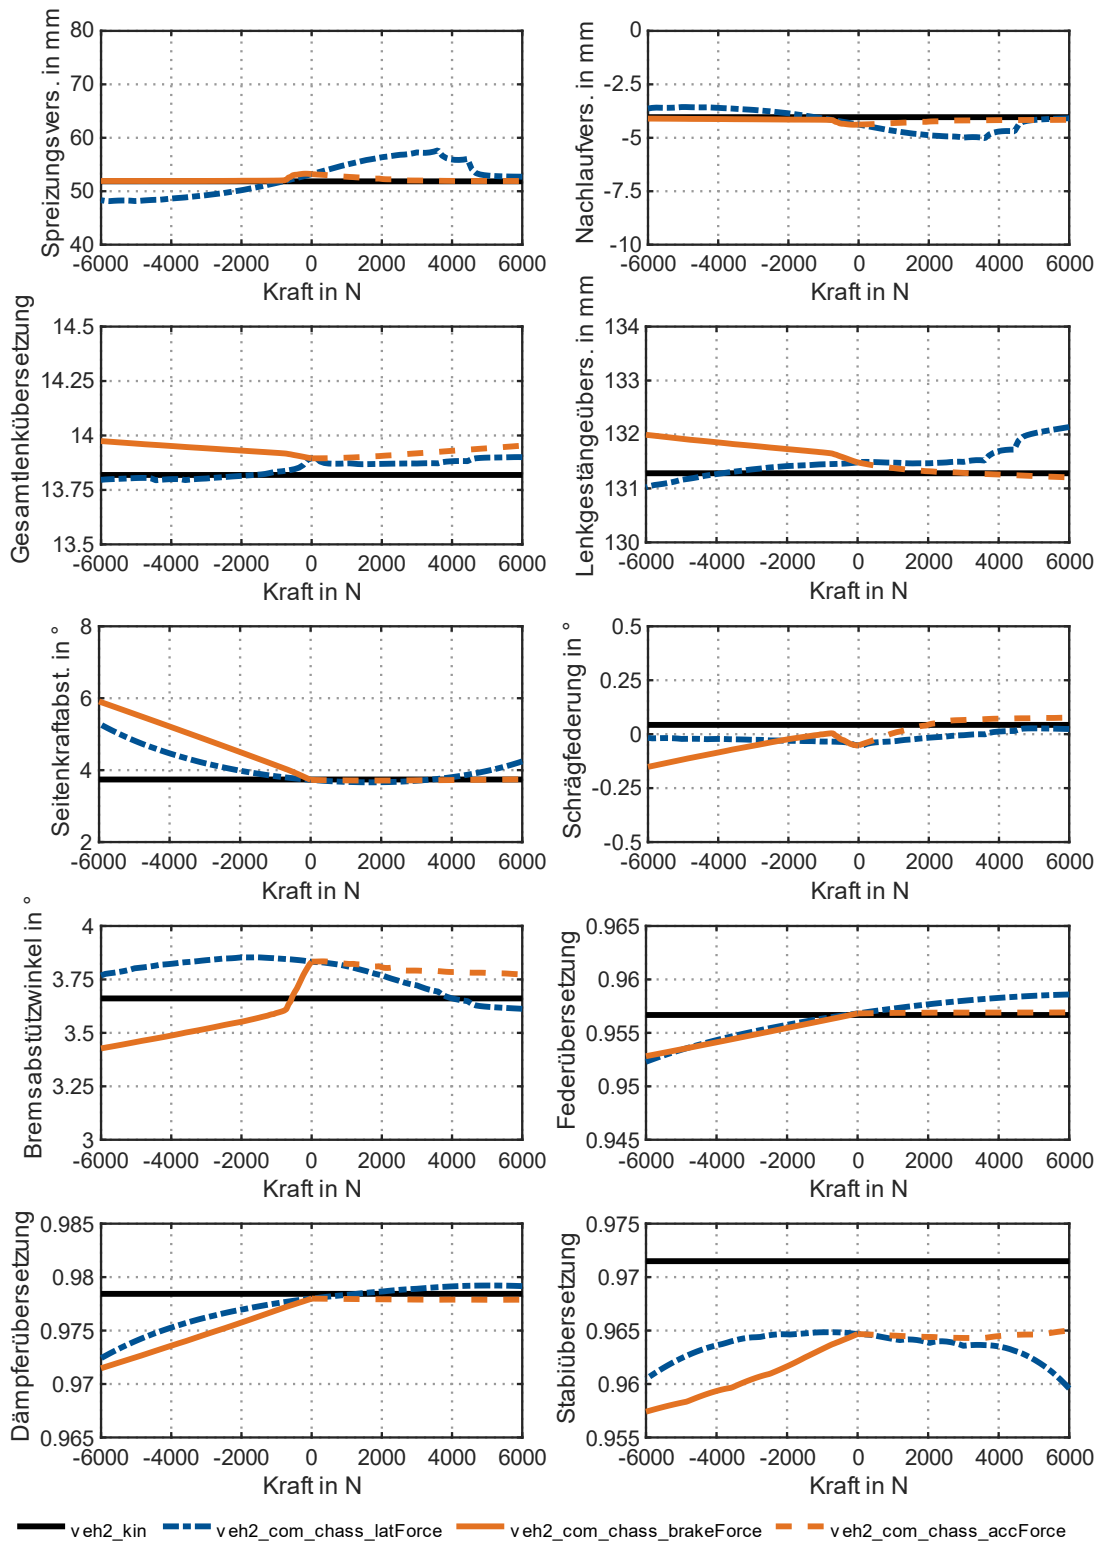 Spreizungsvers. in mm
80
70
60
50
40
-6000 -4000 -2000 0 2000 4000 6000
Kraft in N
Nachlaufvers. in mm
0
-2.5
-5
-7.5
-10
-6000 -4000 -2000 0 2000 4000 6000
Kraft in N
Gesamtlenkübersetzung
14.5
14.25
14
13.75
13.5
-6000 -4000 -2000 0 2000 4000 6000
Kraft in N
Lenkgestängeübers. in mm
134
133
132
131
130
-6000 -4000 -2000 0 2000 4000 6000
Kraft in N
Seitenkraftabst. in °
8
6
4
2
-6000 -4000 -2000 0 2000 4000 6000
Kraft in N
Schrägfederung in °
0.5
0.25
0
-0.25
-0.5
-6000 -4000 -2000 0 2000 4000 6000
Kraft in N
Bremsabstützwinkel in °
4
3.75
3.5
3.25
3
-6000 -4000 -2000 0 2000 4000 6000
Kraft in N
Federübersetzung
0.965
0.96
0.955
0.95
0.945
-6000 -4000 -2000 0 2000 4000 6000
Kraft in N
Dämpferübersetzung
0.985
0.98
0.975
0.97
0.965
-6000 -4000 -2000 0 2000 4000 6000
Kraft in N
Stabiübersetzung
0.975
0.97
0.965
0.96
0.955
-6000 -4000 -2000 0 2000 4000 6000
Kraft in N
veh2_kin veh2_com_chass_latForce veh2_com_chass_brakeForce veh2_com_chass_accForce